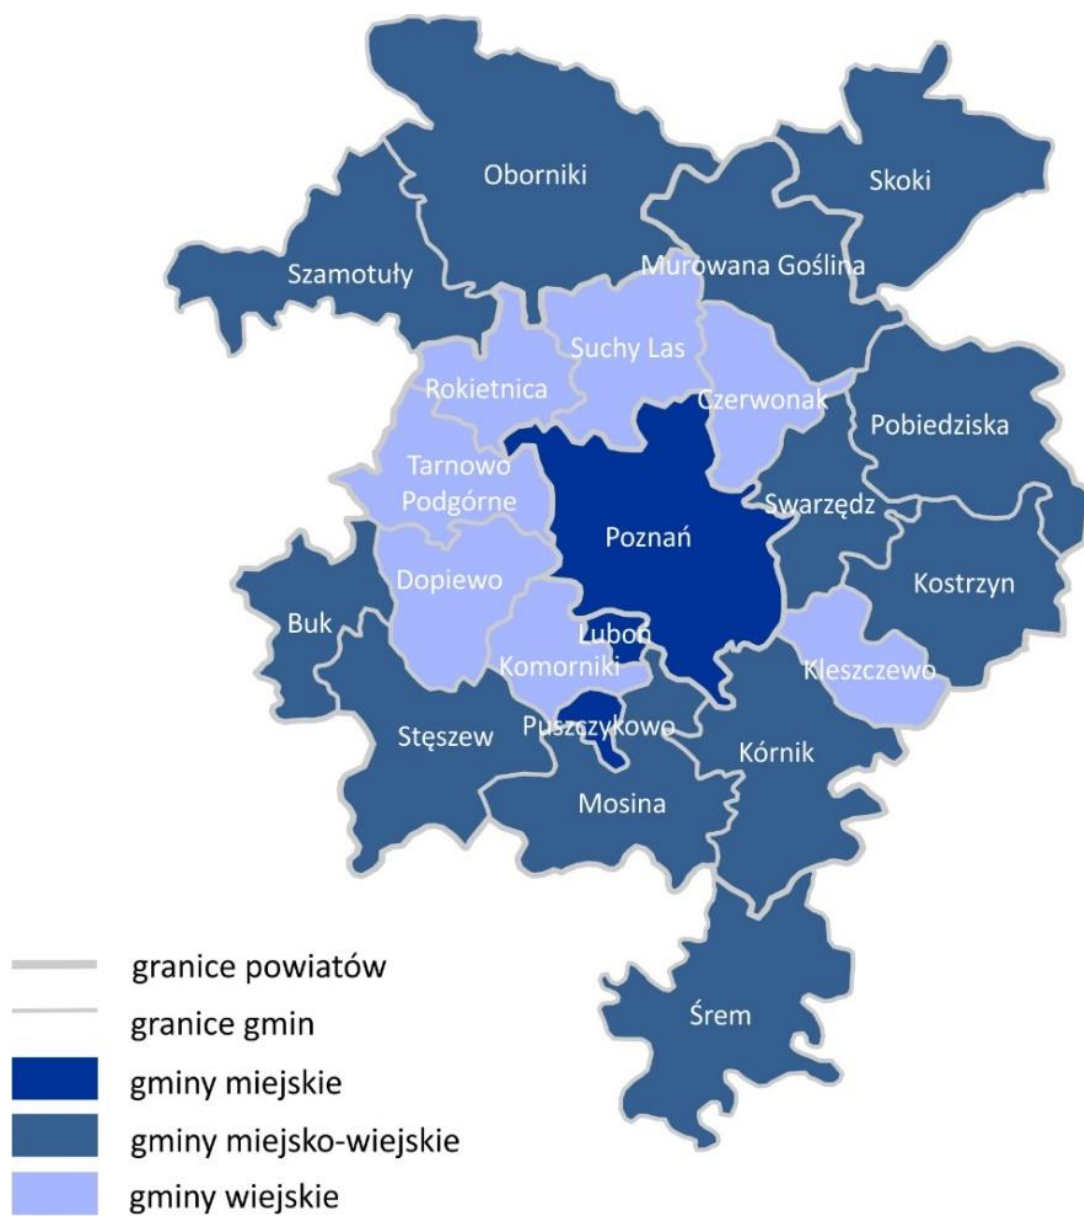 Oborniki
Skoki
Szamotuły
Murowana Goślina
Suchy Las
Rokietnica
Czerwonak
Pobiedziska
Tarnowo
Podgórne
Swarzędz
Poznań
Dopiewo
Kostrzyn
Buk
Luboń
Komorniki
Kleszczewo
Puszczykowo
Stęszew
Kórnik
Mosina
Śrem
granice powiatów
granice gmin
gminy miejskie
gminy miejsko-wiejskie
gminy wiejskie